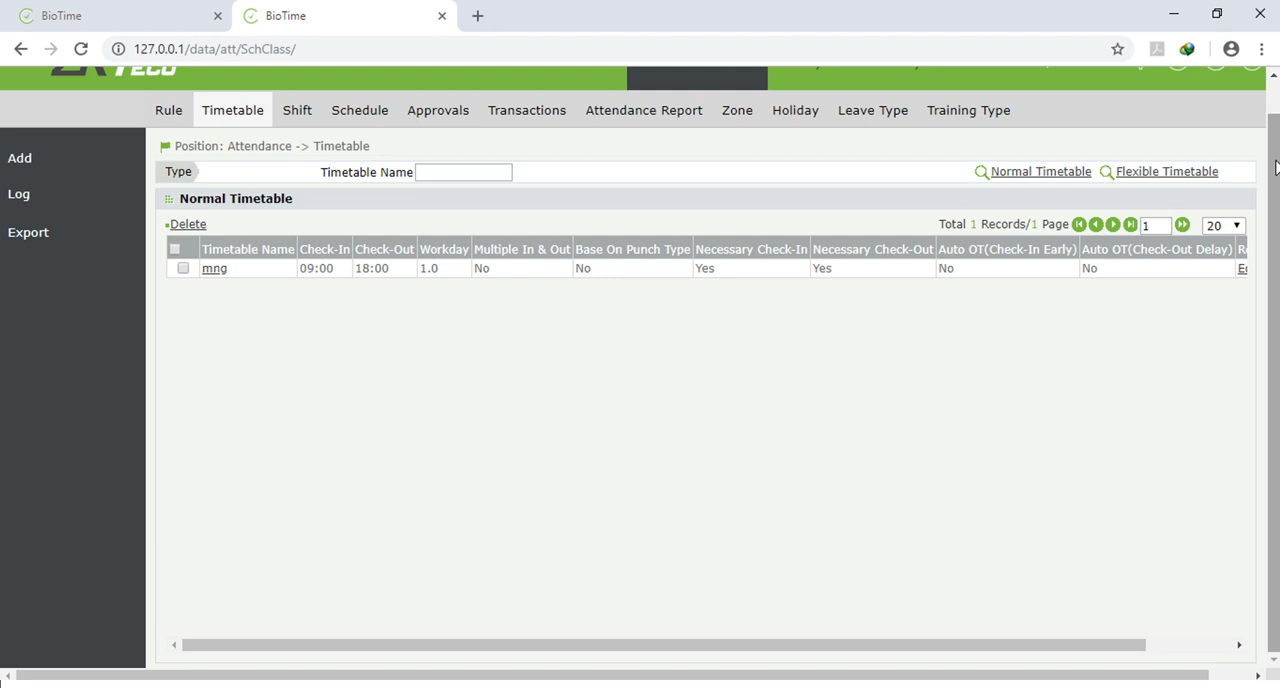 BioTime
BioTime
127.0.0.1/data/att/SchClass/
Rule Timetable Shift Schedule Approvals Transactions Attendance Report Zone Holiday Leave Type Training Type
Add
Log
Export
Position: Attendance -> Timetable
Type Timetable Name Normal Timetable Flexible Timetable
Normal Timetable
Delete Total 1 Records/1 Page 1 20
Timetable Name Check-In Check-Out Workday Multiple In & Out Base On Punch Type Necessary Check-In Necessary Check-Out Auto OT(Check-In Early) Auto OT(Check-Out Delay)
mng 09:00 18:00 1.0 No No Yes Yes No No